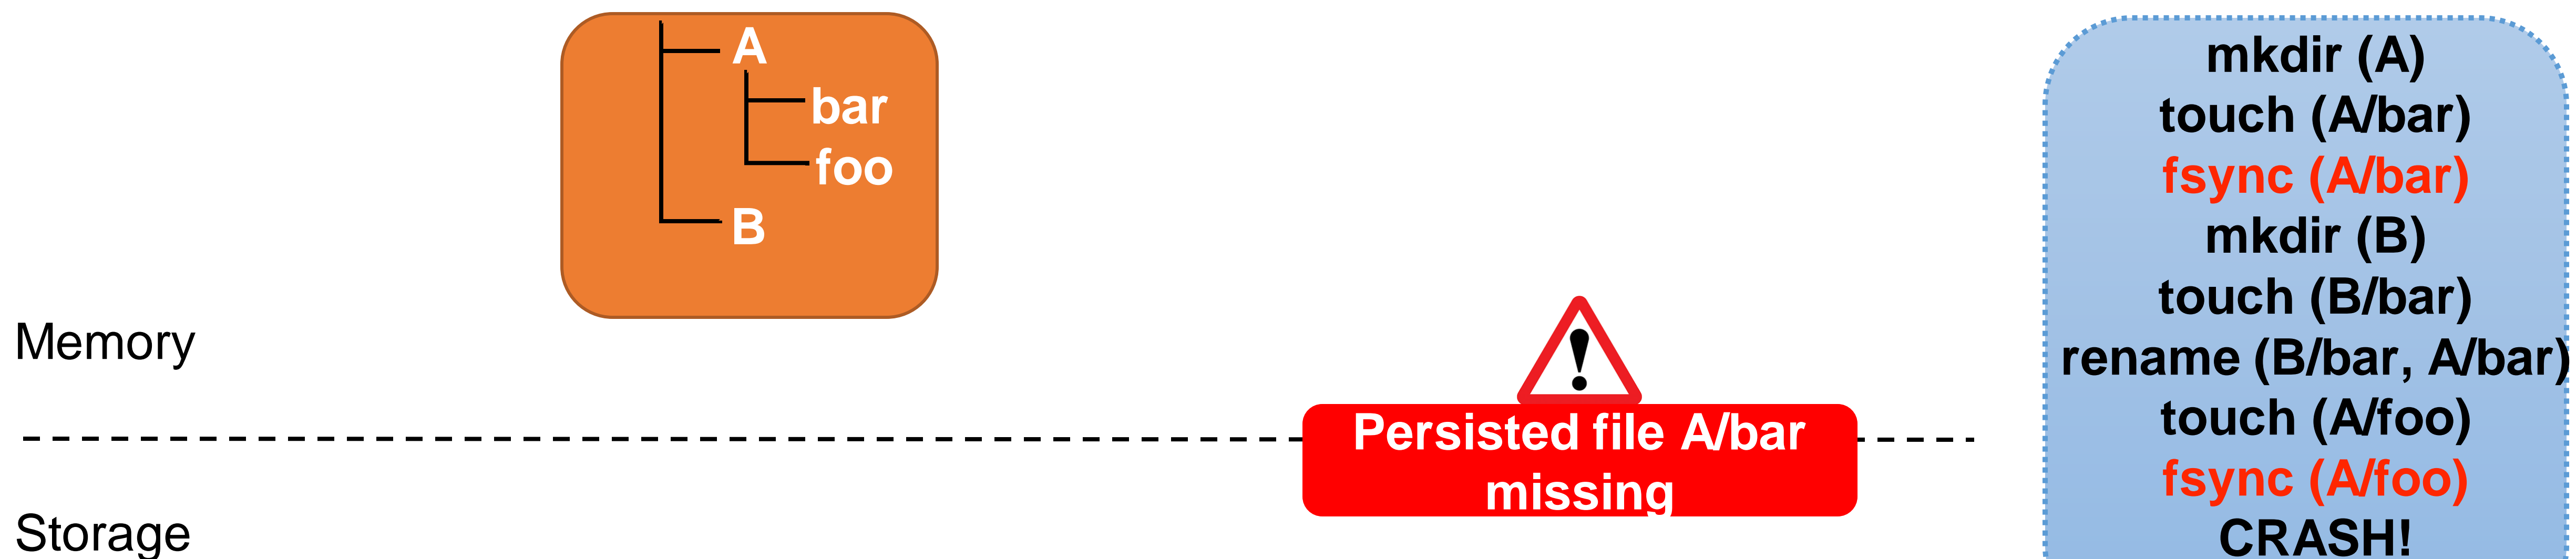 A
bar
foo
B
Memory
Storage
Persisted file A/bar
missing
mkdir (A)
touch (A/bar)
fsync (A/bar)
mkdir (B)
touch (B/bar)
rename (B/bar, A/bar)
touch (A/foo)
fsync (A/foo)
CRASH!